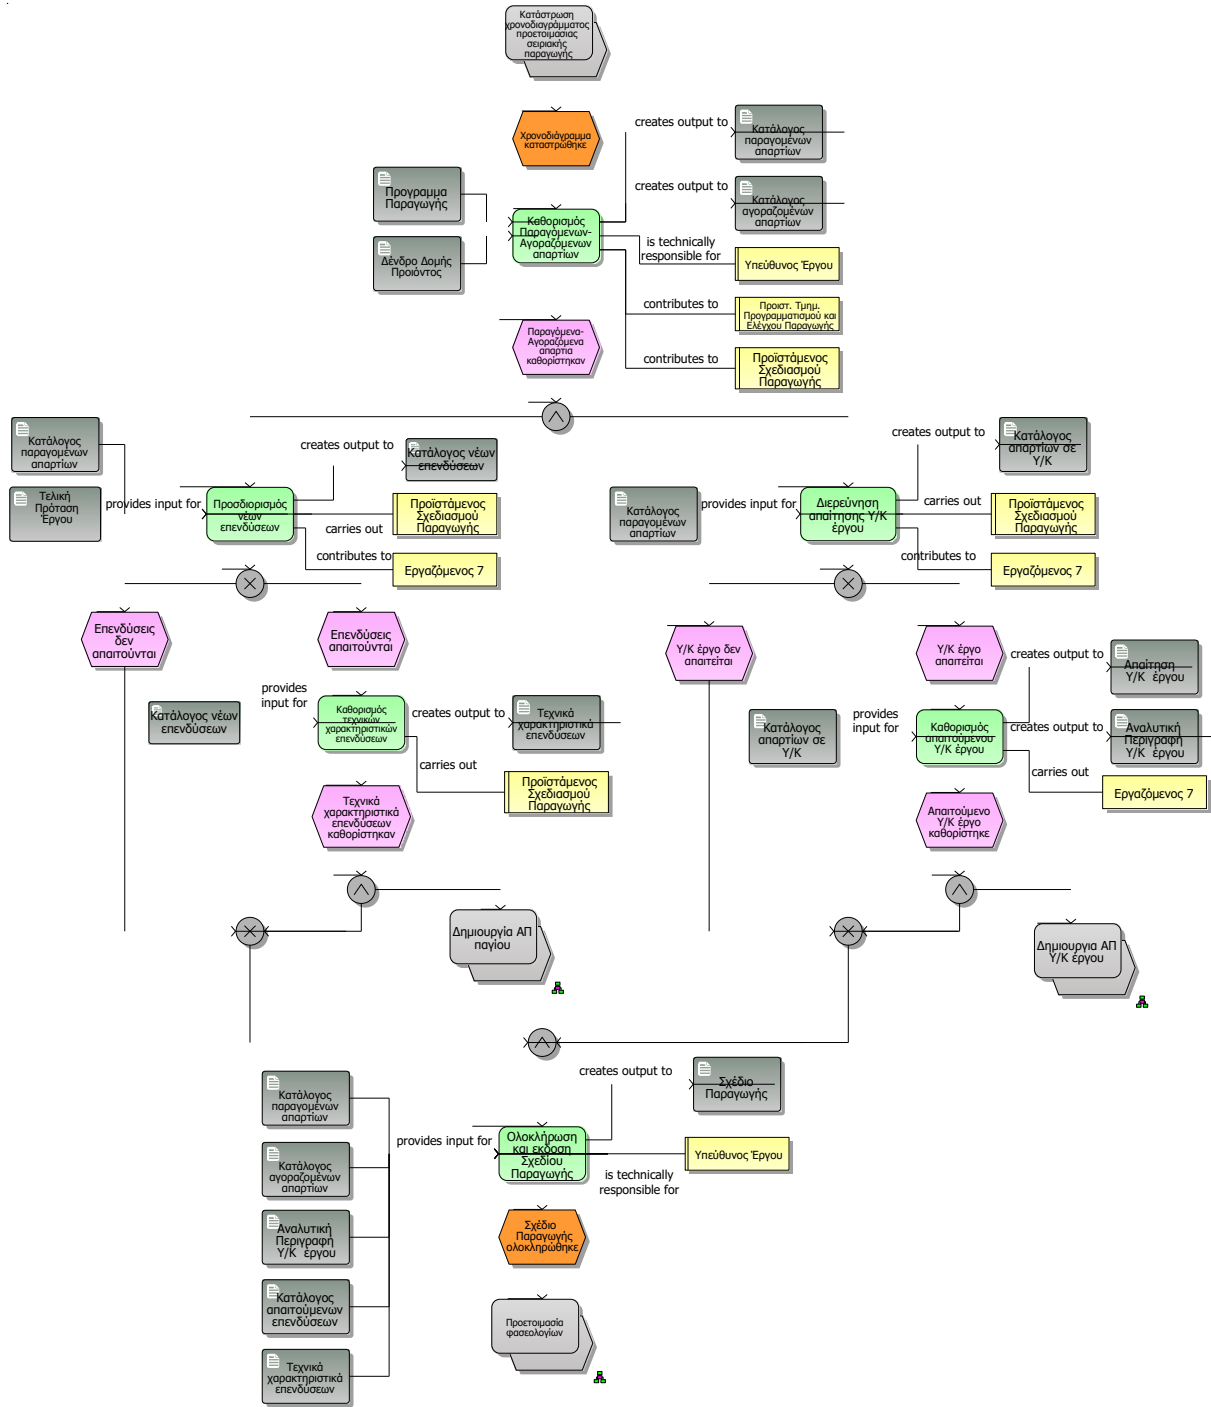 Κατάστρωση
χρονοδιαγράμματος
προετοιμασιας
σειριακής
παραγωγής
Χρονοδιάγραμμα
καταστρώθηκε
creates output to
Κατάλογος
παραγομένων
απαρτίων
Προγραμμα
Παραγωγής
creates output to
Κατάλογος
αγοραζομένων
απαρτίων
Καθορισμός
Παραγόμενων-
Αγοραζόμενων
απαρτίων
Δένδρο Δομής
Προιόντος
is technically
responsible for
Υπεύθυνος Έργου
contributes to
Προιστ. Τμημ.
Προγραμματισμού και
Ελέγχου Παραγωγής
Παραγόμενα-
Αγοραζόμενα
απαρτια
καθορίστηκαν
contributes to
Προϊστάμενος
Σχεδιασμού
Παραγωγής
Κατάλογος
παραγομένων
απαρτίων
creates output to
Κατάλογος νέων
επενδύσεων
creates output to
Κατάλογος
απαρτίων σε
Υ/Κ
Τελική
Πρόταση
Έργου
provides input for
Προσδιορισμός
νέων
επενδύσεων
carries out
Προϊστάμενος
Σχεδιασμού
Παραγωγής
contributes to
Εργαζόμενος 7
Κατάλογος
παραγομένων
απαρτίων
provides input for
Διερεύνηση
απαίτησης Υ/Κ
έργου
carries out
Προϊστάμενος
Σχεδιασμού
Παραγωγής
contributes to
Εργαζόμενος 7
Επενδύσεις
δεν
απαιτούνται
Επενδύσεις
απαιτούνται
Υ/Κ έργο δεν
απαιτείται
Υ/Κ έργο
απαιτείται
creates output to
Απαίτηση
Υ/Κ έργου
Κατάλογος νέων
επενδύσεων
provides
input for
Καθορισμός
τεχνικών
χαρακτηριστικών
επενδύσεων
creates output to
Τεχνικά
χαρακτηριστικά
επενδύσεων
carries out
Προϊστάμενος
Σχεδιασμού
Παραγωγής
Κατάλογος
απαρτίων σε
Υ/Κ
provides
input for
Καθορισμός
απαιτούμενου
Υ/Κ έργου
creates output to
Αναλυτική
Περιγραφή
Υ/Κ έργου
carries out
Εργαζόμενος 7
Τεχνικά
χαρακτηριστικά
επενδύσεων
καθορίστηκαν
Απαιτούμενο
Υ/Κ έργο
καθορίστηκε
Δημιουργία ΑΠ
παγίου
Δημιουργια ΑΠ
Υ/Κ έργου
Κατάλογος
παραγομένων
απαρτίων
creates output to
Σχέδιο
Παραγωγής
provides input for
Ολοκλήρωση
και εκδοση
Σχεδίου
Παραγωγής
is technically
responsible for
Υπεύθυνος Έργου
Κατάλογος
αγοραζομένων
απαρτίων
Αναλυτική
Περιγραφή
Υ/Κ έργου
Σχέδιο
Παραγωγής
ολοκληρώθηκε
Κατάλογος
απαιτούμενων
επενδύσεων
Προετοιμασία
φασεολογίων
Τεχνικά
χαρακτηριστικά
επενδύσεων